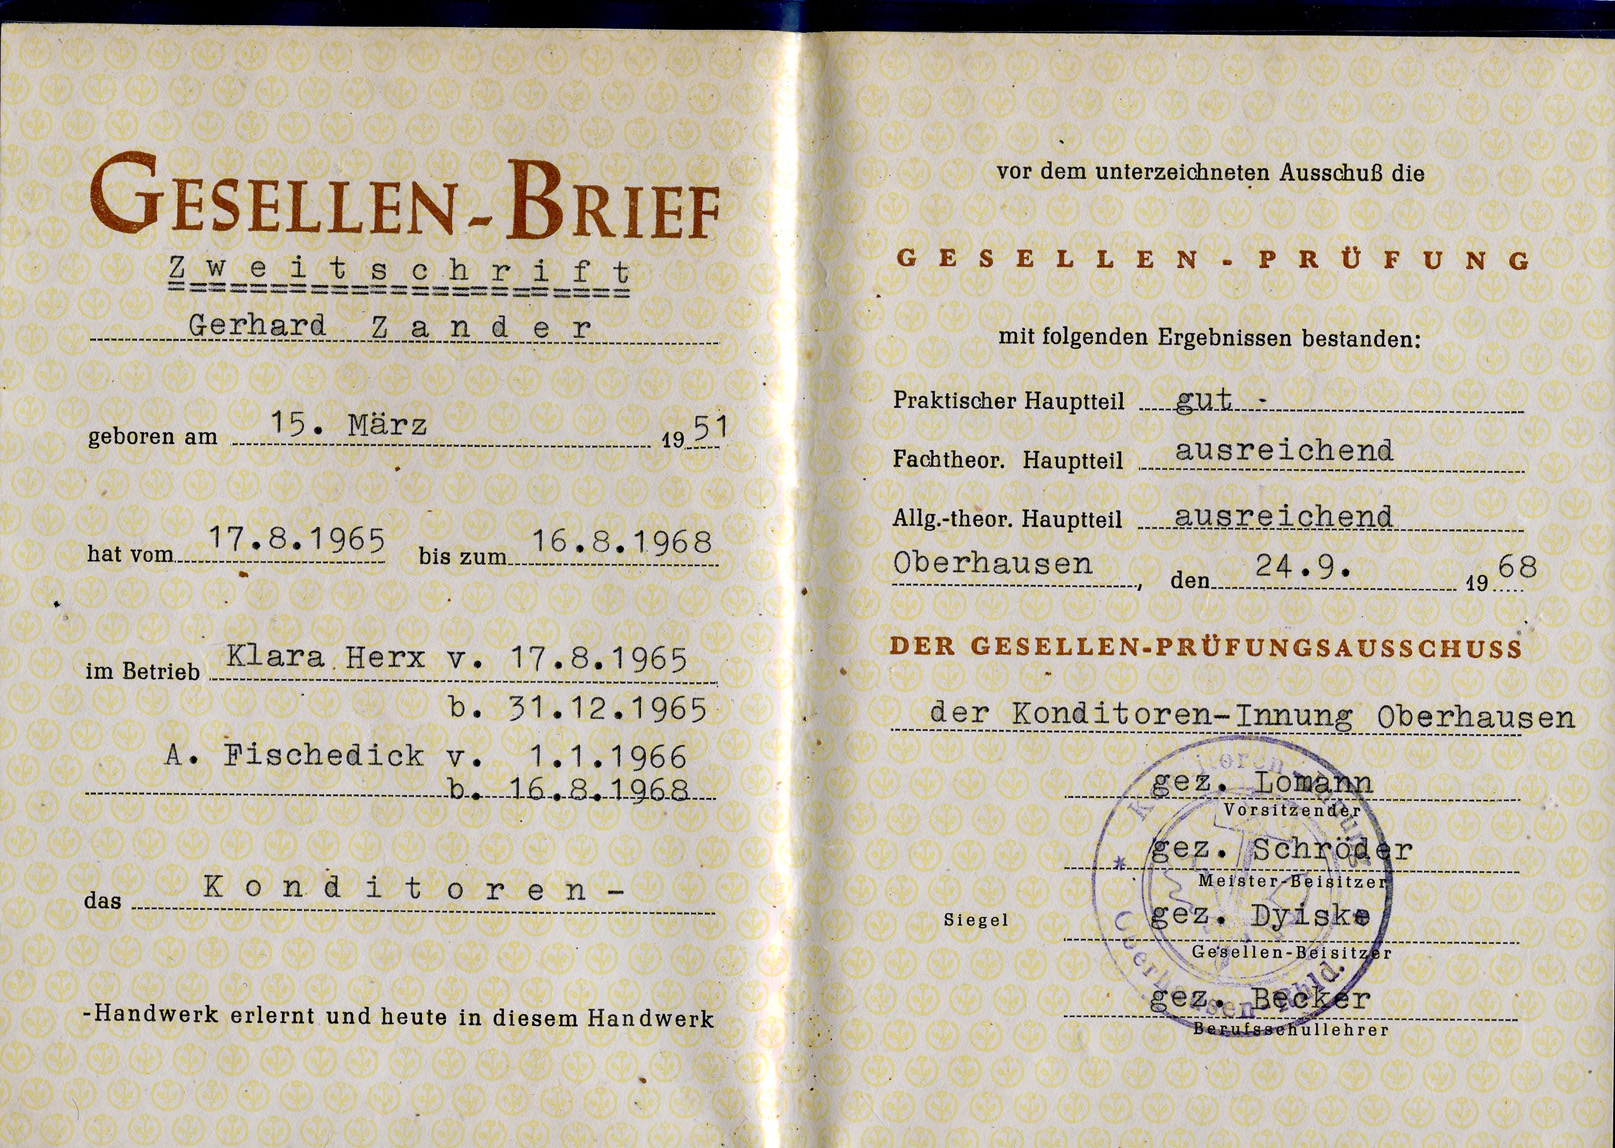 GESELLEN-BRIEF
Zweitschrift
Gerhard Zander
geboren am 15. März 1951
hat vom 17.8.1965 bis zum 16.8.1968
im Betrieb Klara Herx v. 17.8.1965
b. 31.12.1965
A. Fischedick v. 1.1.1966
b. 16.8.1968
das Konditoren-
-Handwerk erlernt und heute in diesem Handwerk
vor dem unterzeichneten Ausschuß die
GESELLEN-PRÜFUNG
mit folgenden Ergebnissen bestanden:
Praktischer Hauptteil gut -
Fachtheor. Hauptteil ausreichend
Allg.-theor. Hauptteil ausreichend
Oberhausen, den 24.9. 1968
DER GESELLEN-PRÜFUNGSAUSSCHUSS
der Konditoren-Innung Oberhausen
gez. Lomann
Vorsitzender
gez. Schröder
Meister-Beisitzer
Siegel gez. Dyiske
Gesellen-Beisitzer
gez. Becker
Berufsschullehrer
Konditoren-Innung
Oberhausen-Rhld.